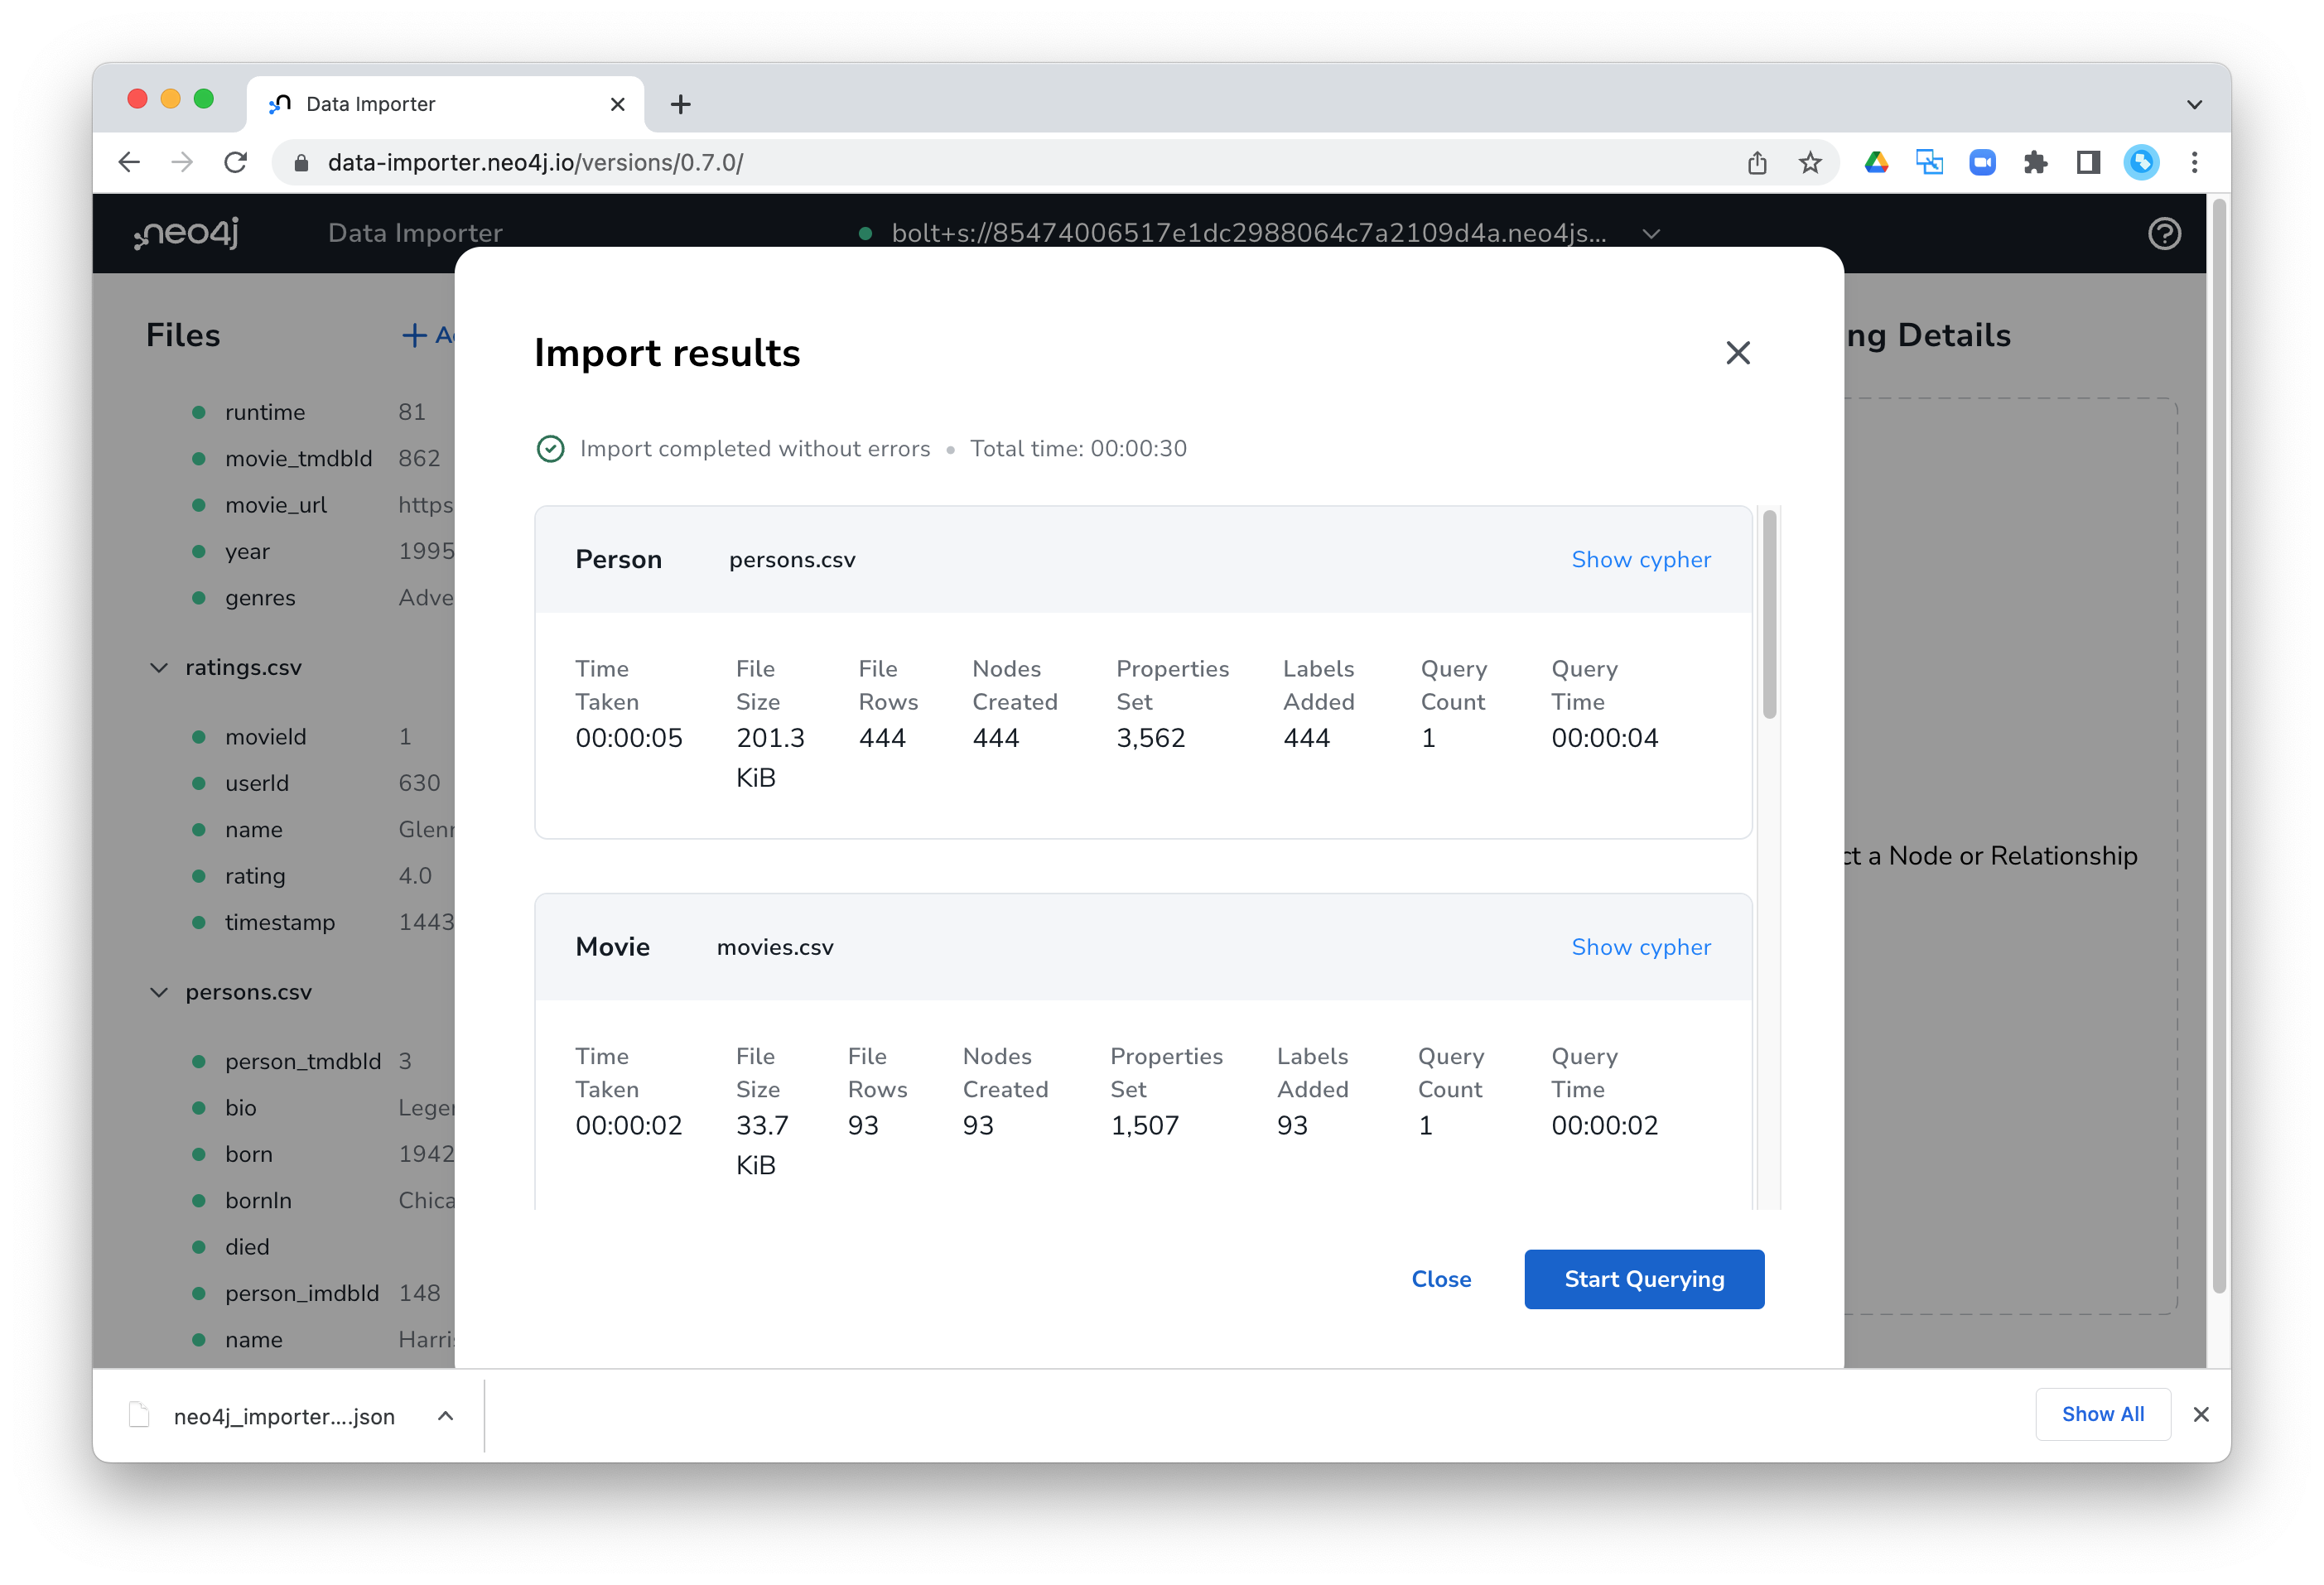 Data Importer
data-importer.neo4j.io/versions/0.7.0/
neo4j Data Importer bolt+s://85474006517e1dc2988064c7a2109d4a.neo4js...
Files
runtime 81
movie_tmdbId 862
movie_url https
year 1995
genres Adve
ratings.csv
movieId 1
userId 630
name Glenn
rating 4.0
timestamp 1443
persons.csv
person_tmdbId 3
bio Leger
born 1942
bornIn Chica
died
person_imdbId 148
name Harris
Import results
Import completed without errors • Total time: 00:00:30
Person persons.csv Show cypher
Time Taken File Size File Rows Nodes Created Properties Set Labels Added Query Count Query Time
00:00:05 201.3 KiB 444 444 3,562 444 1 00:00:04
Movie movies.csv Show cypher
Time Taken File Size File Rows Nodes Created Properties Set Labels Added Query Count Query Time
00:00:02 33.7 KiB 93 93 1,507 93 1 00:00:02
Close Start Querying
ng Details
ct a Node or Relationship
neo4j_importer....json
Show All